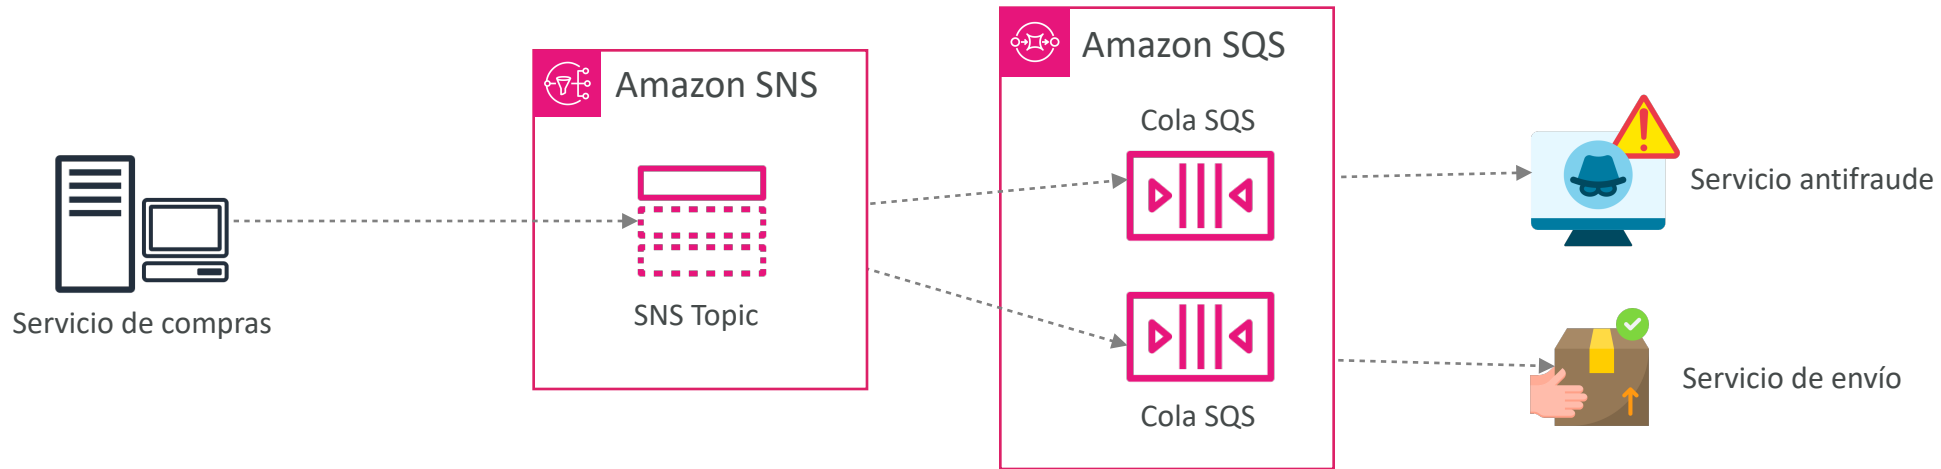 Servicio de compras
Amazon SNS
SNS Topic
Amazon SQS
Cola SQS
Cola SQS
Servicio antifraude
Servicio de envío